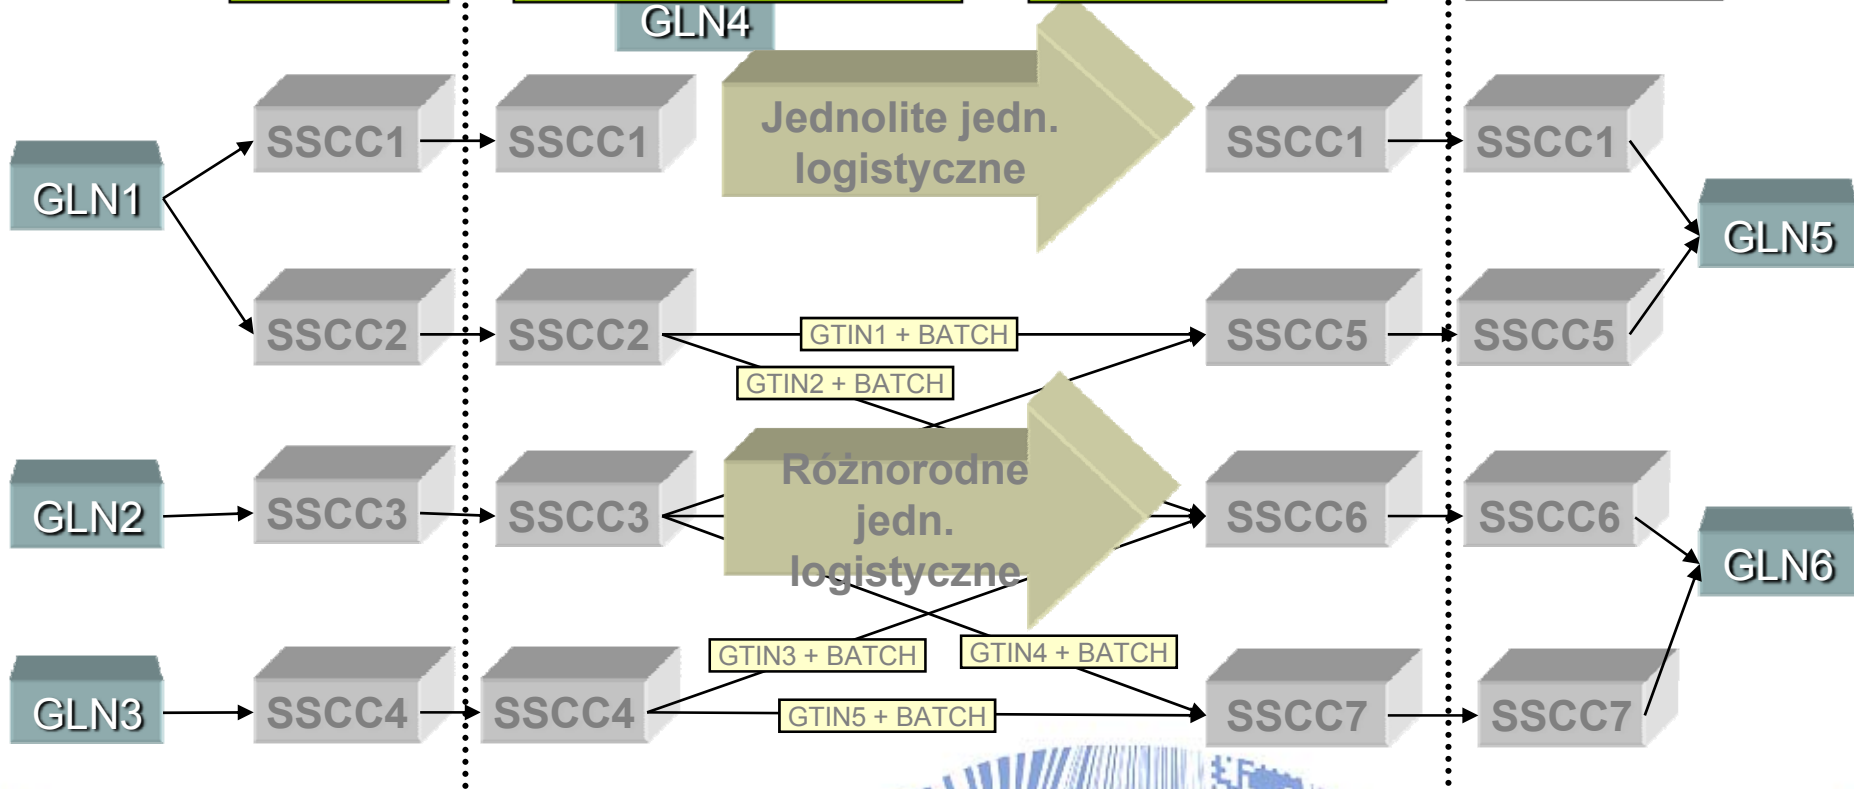 GLN4
SSCC1
SSCC1
Jednolite jedn.
logistyczne
SSCC1
SSCC1
GLN1
GLN5
SSCC2
SSCC2
GTIN1 + BATCH
SSCC5
SSCC5
GTIN2 + BATCH
Różnorodne
jedn.
logistyczne
GLN2
SSCC3
SSCC3
SSCC6
SSCC6
GLN6
GTIN3 + BATCH
GTIN4 + BATCH
GLN3
SSCC4
SSCC4
GTIN5 + BATCH
SSCC7
SSCC7